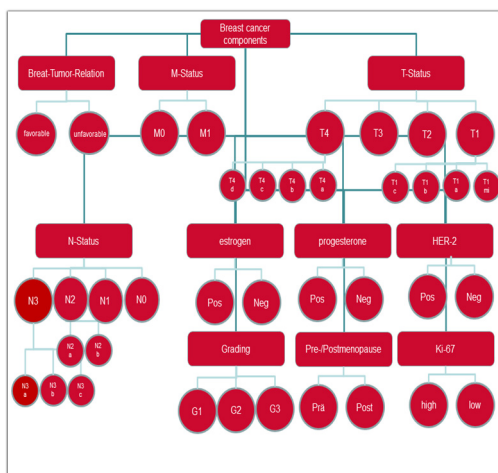 Breast cancer
components
Breat-Tumor-Relation
M-Status
T-Status
favorable
unfavorable
M0
M1
T4
T3
T2
T1
T4
d
T4
c
T4
b
T4
a
T1
c
T1
b
T1
a
T1
mi
N-Status
estrogen
progesterone
HER-2
N3
N2
N1
N0
Pos
Neg
Pos
Neg
Pos
Neg
N2
a
N2
b
Grading
Pre-/Postmenopause
Ki-67
N3
a
N3
b
N3
c
G1
G2
G3
Prä
Post
high
low